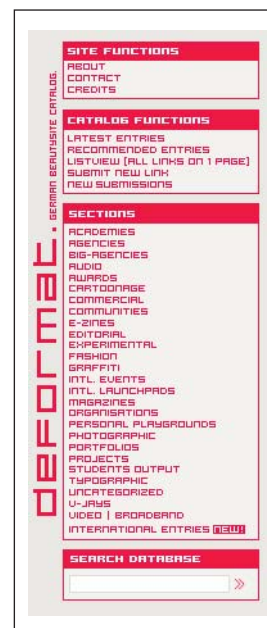 deformat. GERMAN BEAUTYSITE CATALOG.
SITE FUNCTIONS
ABOUT
CONTACT
CREDITS
CATALOG FUNCTIONS
LATEST ENTRIES
RECOMMENDED ENTRIES
LISTVIEW [ALL LINKS ON 1 PAGE]
SUBMIT NEW LINK
NEW SUBMISSIONS
SECTIONS
ACADEMIES
AGENCIES
BIG-AGENCIES
AUDIO
AWARDS
CARTOONAGE
COMMERCIAL
COMMUNITIES
E-ZINES
EDITORIAL
EXPERIMENTAL
FASHION
GRAFFITI
INTL. EVENTS
INTL. LAUNCHPADS
MAGAZINES
ORGANISATIONS
PERSONAL PLAYGROUNDS
PHOTOGRAPHIC
PORTFOLIOS
PROJECTS
STUDENTS OUTPUT
TYPOGRAPHIC
UNCATEGORIZED
V-JAYS
VIDEO | BROADBAND
INTERNATIONAL ENTRIES NEW!
SEARCH DATABASE
»